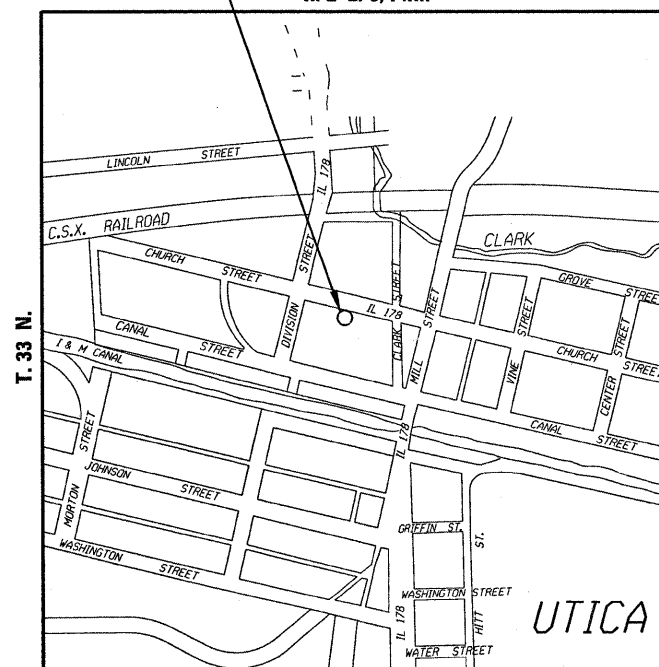 LINCOLN STREET
IL 178
C.S.X. RAILROAD
CLARK
CHURCH STREET
STREET
DIVISION
IL 178
CLARK STREET
MILL STREET
GROVE STREET
VINE STREET
CHURCH STREET
CENTER STREET
CANAL STREET
T. 33 N.
CANAL STREET
I & M CANAL
MORTON STREET
JOHNSON STREET
WASHINGTON STREET
IL 178
GRIFFIN ST.
HITT ST.
WASHINGTON STREET
UTICA
IL 178
WATER STREET